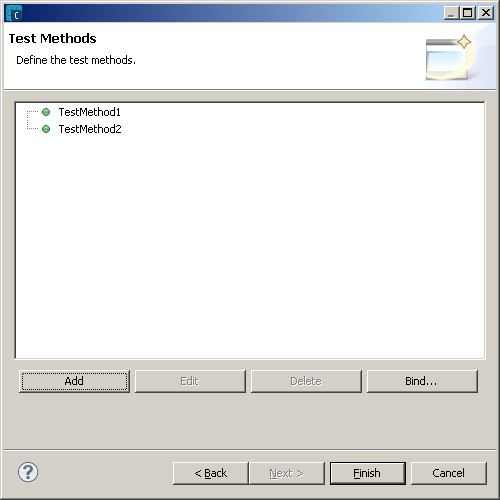 C
Test Methods
Define the test methods.
TestMethod1
TestMethod2
Add Edit Delete Bind...
? < Back Next > Finish Cancel